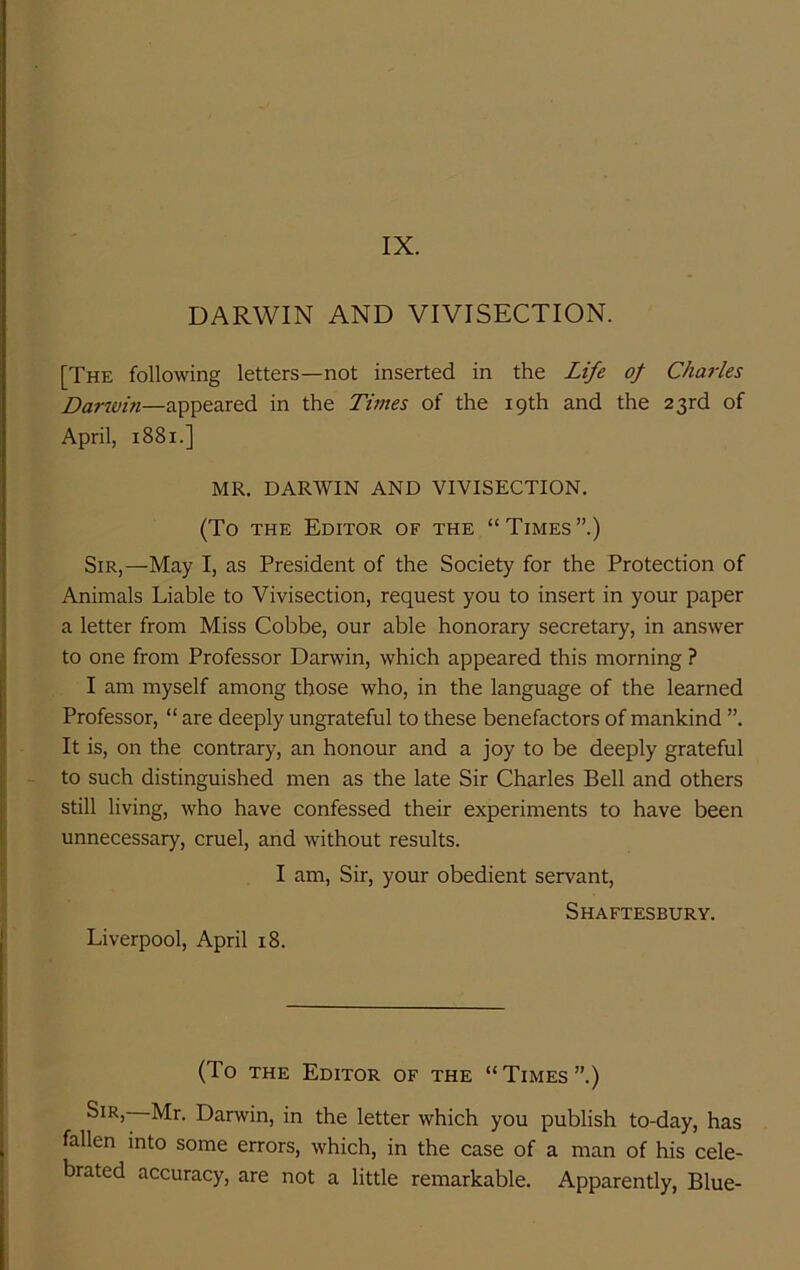 IX.
DARWIN AND VIVISECTION.
[The following letters—not inserted in the Life of Charles
Darwin—appeared in the Times of the 19th and the 23rd of
April, 1881.]
MR. DARWIN AND VIVISECTION.
(To the Editor of the “Times”.)
Sir,—May I, as President of the Society for the Protection of
Animals Liable to Vivisection, request you to insert in your paper
a letter from Miss Cobbe, our able honorary secretary, in answer
to one from Professor Darwin, which appeared this morning?
I am myself among those who, in the language of the learned
Professor, “are deeply ungrateful to these benefactors of mankind”.
It is, on the contrary, an honour and a joy to be deeply grateful
to such distinguished men as the late Sir Charles Bell and others
still living, who have confessed their experiments to have been
unnecessary, cruel, and without results.
I am, Sir, your obedient servant,
Shaftesbury.
Liverpool, April 18.
(To the Editor of the “Times”.)
Sir,—Mr. Darwin, in the letter which you publish to-day, has
fallen into some errors, which, in the case of a man of his cele-
brated accuracy, are not a little remarkable. Apparently, Blue-